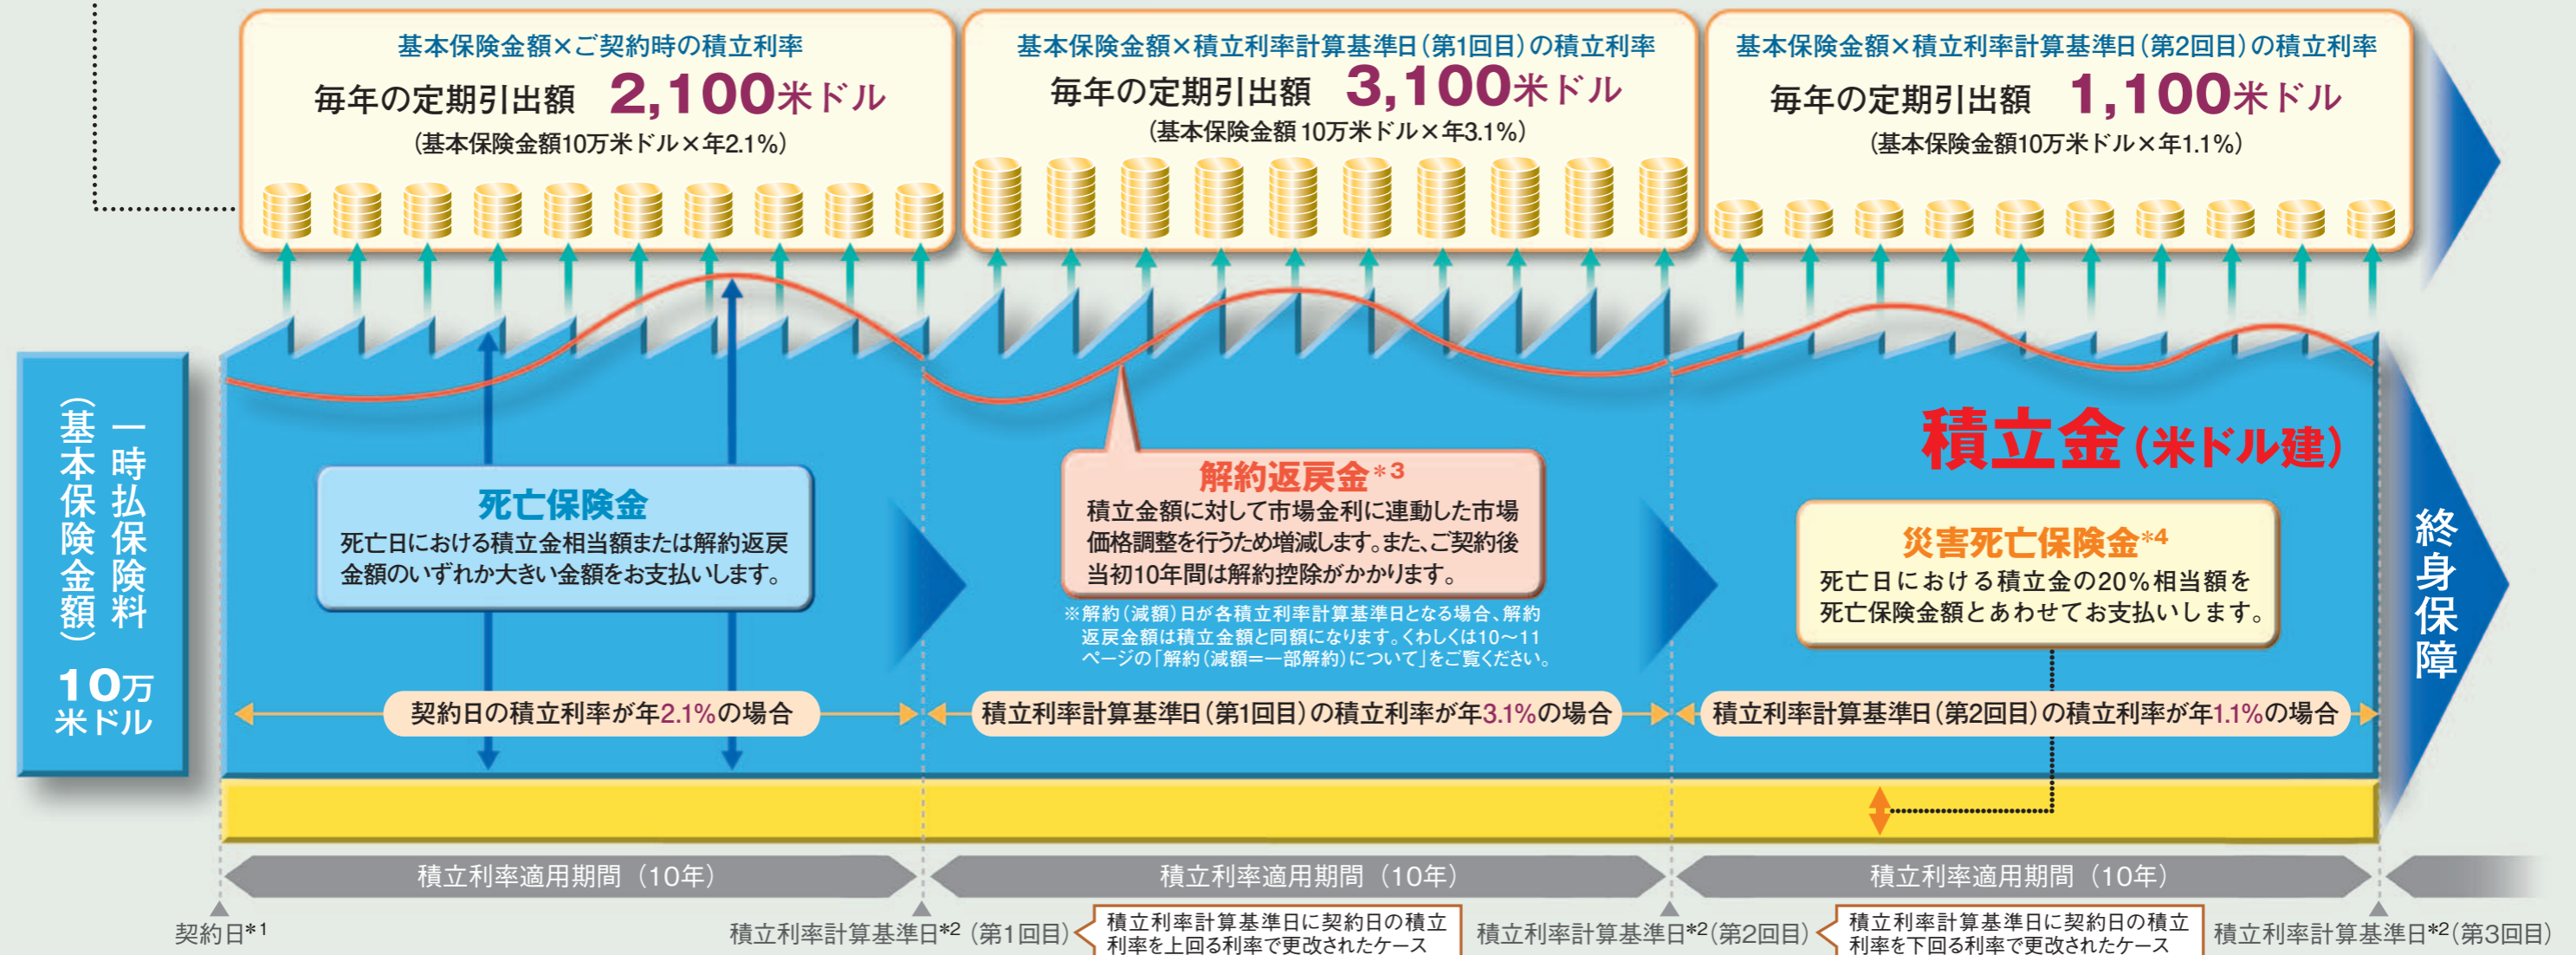 基本保険金額×ご契約時の積立利率
毎年の定期引出額 2,100米ドル
(基本保険金額10万米ドル×年2.1%)
基本保険金額×積立利率計算基準日(第1回目)の積立利率
毎年の定期引出額 3,100米ドル
(基本保険金額10万米ドル×年3.1%)
基本保険金額×積立利率計算基準日(第2回目)の積立利率
毎年の定期引出額 1,100米ドル
(基本保険金額10万米ドル×年1.1%)
一時払保険料
(基本保険金額)
10万
米ドル
死亡保険金
死亡日における積立金相当額または解約返戻
金額のいずれか大きい金額をお支払いします。
解約返戻金*3
積立金額に対して市場金利に連動した市場
価格調整を行うため増減します。また、ご契約後
当初10年間は解約控除がかかります。
※解約(減額)日が各積立利率計算基準日となる場合、解約
返戻金額は積立金額と同額になります。くわしくは10〜11
ページの「解約(減額=一部解約)について」をご覧ください。
積立金(米ドル建)
災害死亡保険金*4
死亡日における積立金の20%相当額を
死亡保険金額とあわせてお支払いします。
終身保障
契約日の積立利率が年2.1%の場合
積立利率計算基準日(第1回目)の積立利率が年3.1%の場合
積立利率計算基準日(第2回目)の積立利率が年1.1%の場合
積立利率適用期間(10年)
積立利率適用期間(10年)
積立利率適用期間(10年)
契約日*1
積立利率計算基準日*2(第1回目)
積立利率計算基準日に契約日の積立
利率を上回る利率で更改されたケース
積立利率計算基準日*2(第2回目)
積立利率計算基準日に契約日の積立
利率を下回る利率で更改されたケース
積立利率計算基準日*2(第3回目)